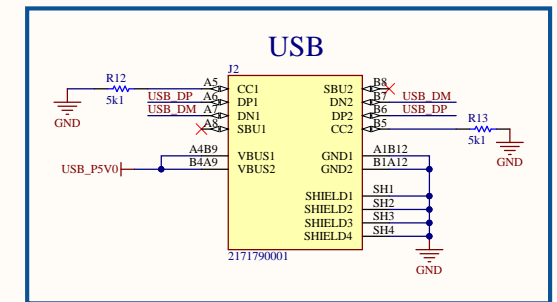 USB
J2
R12
5k1
GND
USB_DP
USB_DM
A5
A6
A7
A8
CC1
DP1
DN1
SBU1
SBU2
DN2
DP2
CC2
B8
B7
B6
B5
USB_DM
USB_DP
R13
5k1
GND
USB_P5V0
A4B9
B4A9
VBUS1
VBUS2
GND1
GND2
A1B12
B1A12
SHIELD1
SHIELD2
SHIELD3
SHIELD4
SH1
SH2
SH3
SH4
GND
2171790001